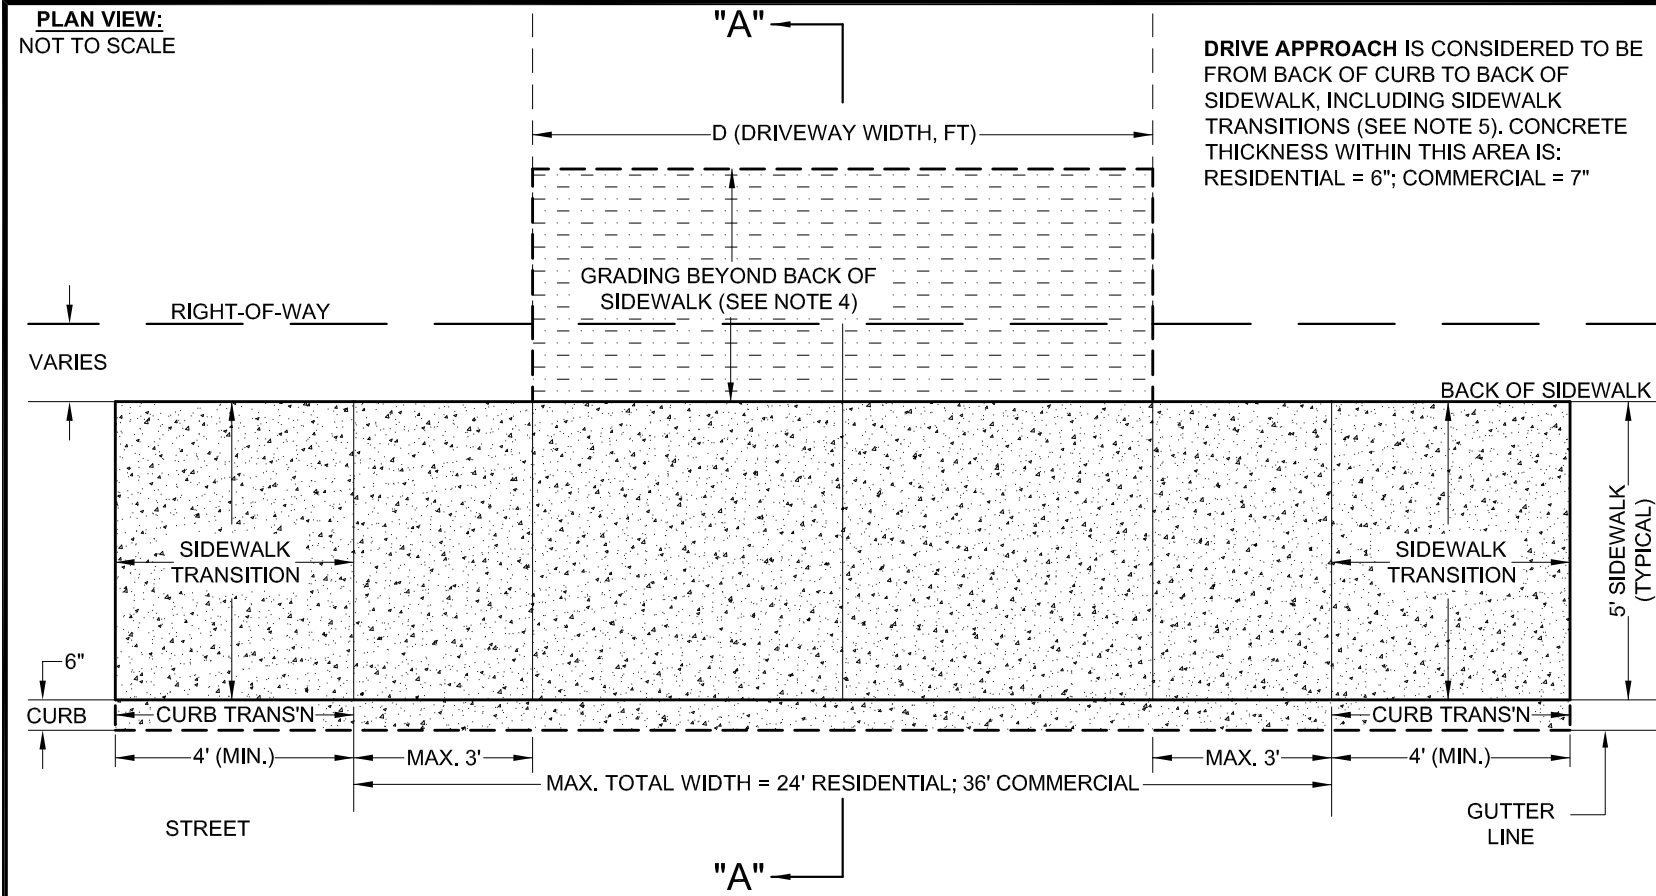 PLAN VIEW:
NOT TO SCALE
"A"
DRIVE APPROACH IS CONSIDERED TO BE
FROM BACK OF CURB TO BACK OF
SIDEWALK, INCLUDING SIDEWALK
TRANSITIONS (SEE NOTE 5). CONCRETE
THICKNESS WITHIN THIS AREA IS:
RESIDENTIAL = 6"; COMMERCIAL = 7"
D (DRIVEWAY WIDTH, FT)
GRADING BEYOND BACK OF
SIDEWALK (SEE NOTE 4)
RIGHT-OF-WAY
VARIES
BACK OF SIDEWALK
SIDEWALK
TRANSITION
SIDEWALK
TRANSITION
5' SIDEWALK
(TYPICAL)
6"
CURB
CURB TRANS'N
CURB TRANS'N
4' (MIN.)
MAX. 3'
MAX. 3'
4' (MIN.)
MAX. TOTAL WIDTH = 24' RESIDENTIAL; 36' COMMERCIAL
STREET
GUTTER
LINE
"A"